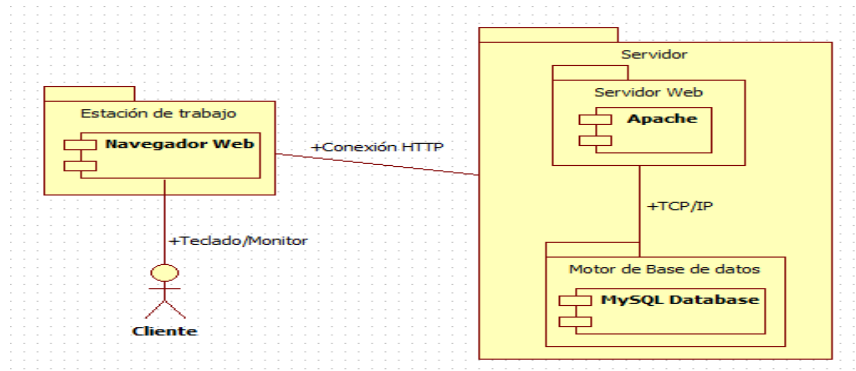 Estación de trabajo
Navegador Web
+Teclado/Monitor
Cliente
+Conexión HTTP
Servidor
Servidor Web
Apache
+TCP/IP
Motor de Base de datos
MySQL Database